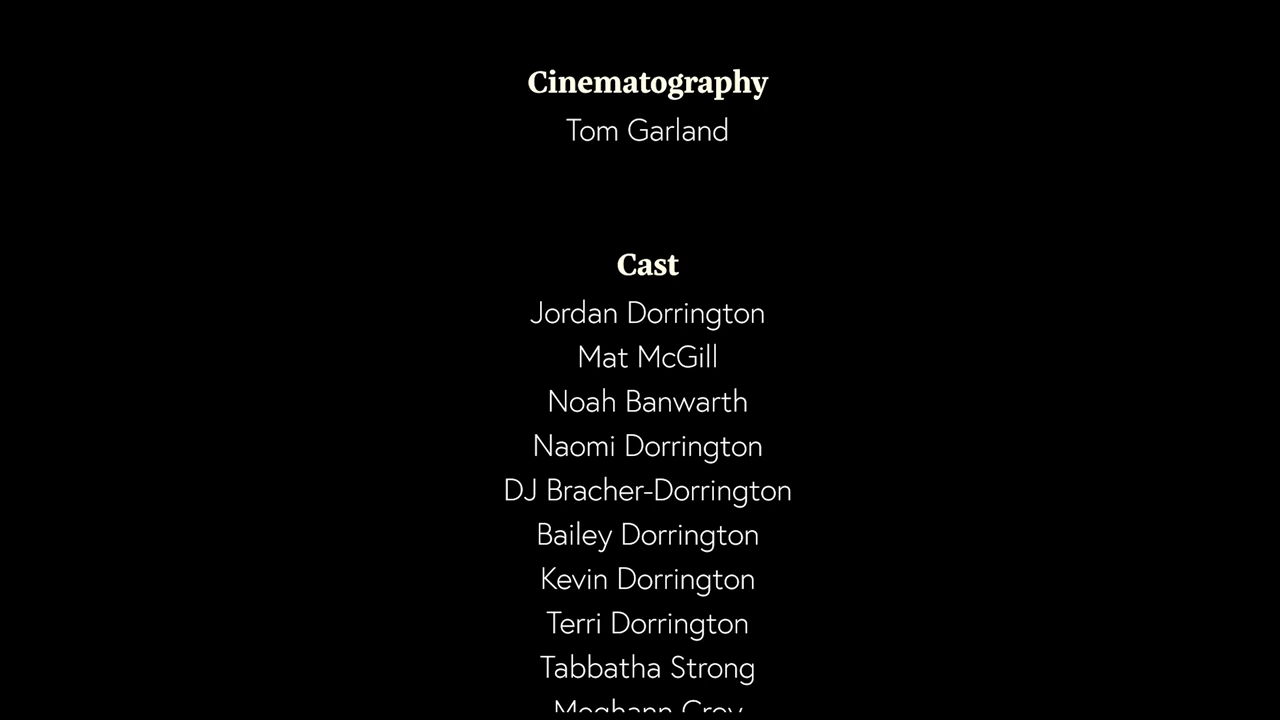 Cinematography
Tom Garland
Cast
Jordan Dorrington
Mat McGill
Noah Banwarth
Naomi Dorrington
DJ Bracher-Dorrington
Bailey Dorrington
Kevin Dorrington
Terri Dorrington
Tabbatha Strong
Meghann